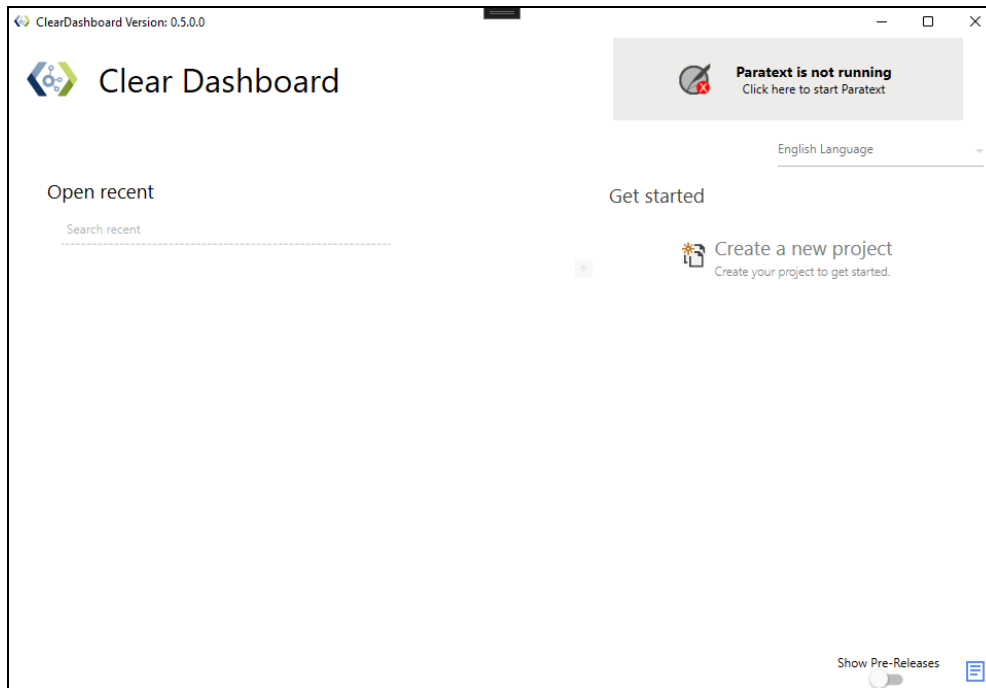 ClearDashboard Version: 0.5.0.0
Clear Dashboard
Paratext is not running
Click here to start Paratext
English Language
Open recent
Get started
Search recent
Create a new project
Create your project to get started.
Show Pre-Releases